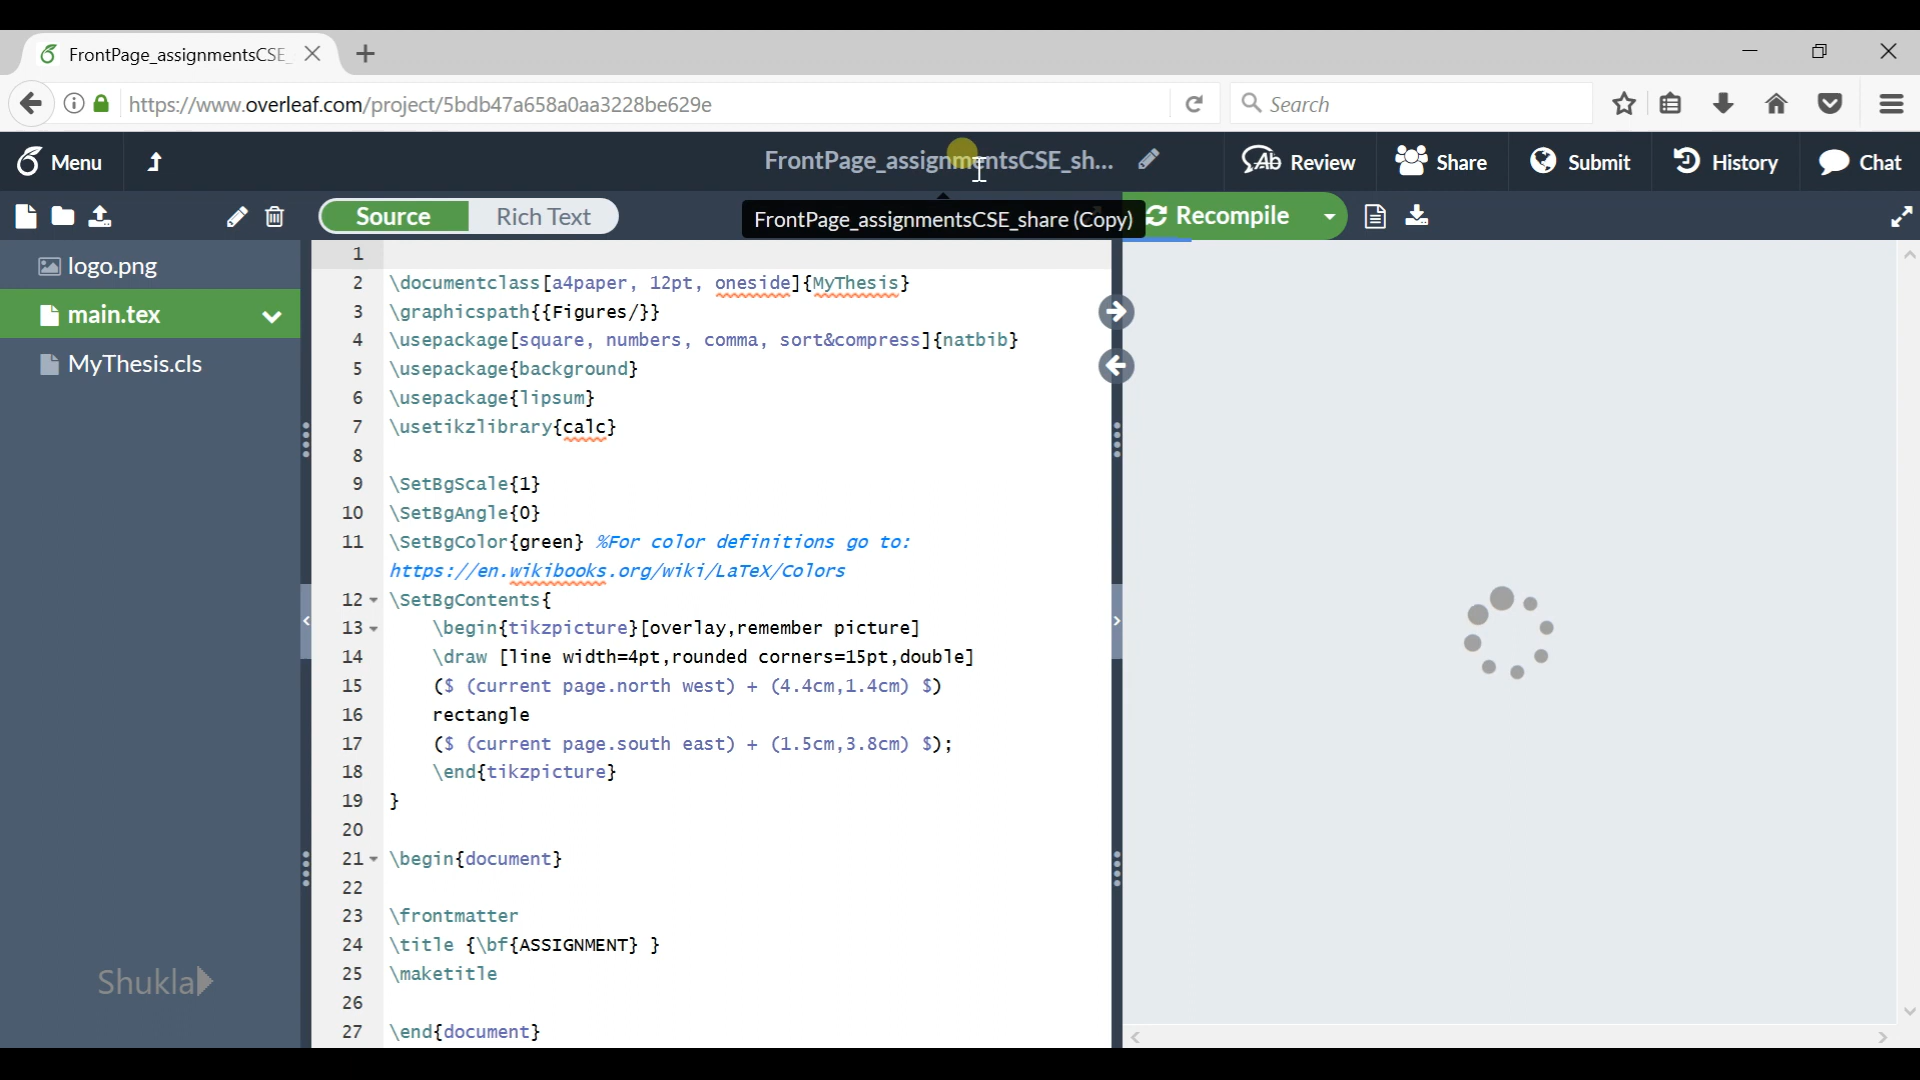 FrontPage_assignmentsCSE_
https://www.overleaf.com/project/5bdb47a658a0aa3228be629e
Search
Menu
FrontPage_assignmentsCSE_sh...
Review
Share
Submit
History
Chat
Source
Rich Text
FrontPage_assignmentsCSE_share (Copy)
Recompile
logo.png
main.tex
MyThesis.cls
1
2 \documentclass[a4paper, 12pt, oneside]{MyThesis}
3 \graphicspath{{Figures/}}
4 \usepackage[square, numbers, comma, sort&compress]{natbib}
5 \usepackage{background}
6 \usepackage{lipsum}
7 \usetikzlibrary{calc}
8
9 \SetBgScale{1}
10 \SetBgAngle{0}
11 \SetBgColor{green} %For color definitions go to:
https://en.wikibooks.org/wiki/LaTeX/Colors
12 \SetBgContents{
13 \begin{tikzpicture}[overlay,remember picture]
14 \draw [line width=4pt,rounded corners=15pt,double]
15 ($ (current page.north west) + (4.4cm,1.4cm) $)
16 rectangle
17 ($ (current page.south east) + (1.5cm,3.8cm) $);
18 \end{tikzpicture}
19 }
20
21 \begin{document}
22
23 \frontmatter
24 \title {\bf{ASSIGNMENT} }
25 \maketitle
26
27 \end{document}
Shukla